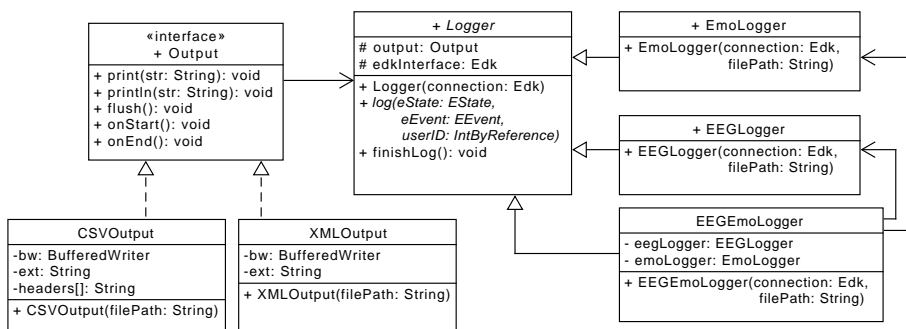 «interface»
+ Output
+ print(str: String): void
+ println(str: String): void
+ flush(): void
+ onStart(): void
+ onEnd(): void
+ Logger
# output: Output
# edkInterface: Edk
+ Logger(connection: Edk)
+ log(eState: EState,
eEvent: EEvent,
userID: IntByReference)
+ finishLog(): void
+ EmoLogger
+ EmoLogger(connection: Edk,
filePath: String)
+ EEGLogger
+ EEGLogger(connection: Edk,
filePath: String)
CSVOutput
-bw: BufferedWriter
-ext: String
-headers[]: String
+ CSVOutput(filePath: String)
XMLOutput
-bw: BufferedWriter
-ext: String
+ XMLOutput(filePath: String)
EEGEmoLogger
- eegLogger: EEGLogger
- emoLogger: EmoLogger
+ EEGEmoLogger(connection: Edk,
filePath: String)